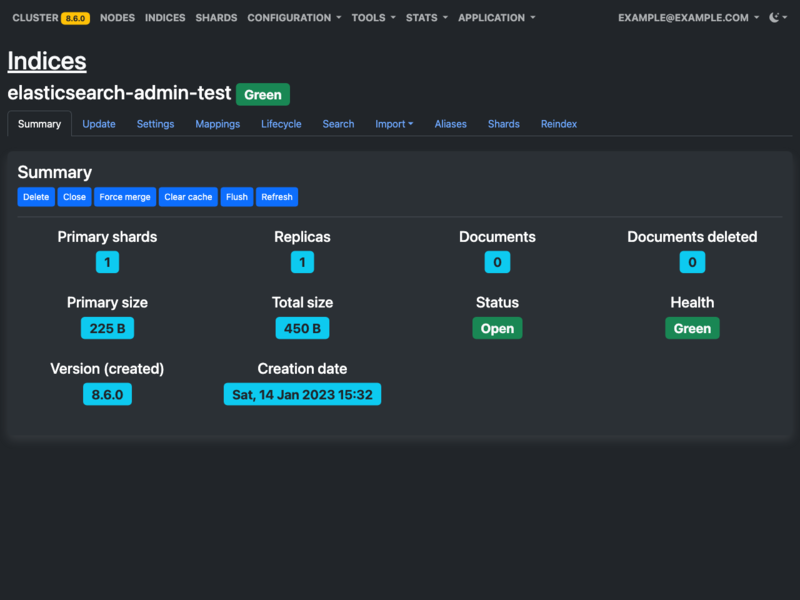 CLUSTER 8.6.0 NODES INDICES SHARDS CONFIGURATION TOOLS STATS APPLICATION EXAMPLE@EXAMPLE.COM
Indices
elasticsearch-admin-test Green
Summary Update Settings Mappings Lifecycle Search Import Aliases Shards Reindex
Summary
Delete Close Force merge Clear cache Flush Refresh
Primary shards Replicas Documents Documents deleted
1 1 0 0
Primary size Total size Status Health
225 B 450 B Open Green
Version (created) Creation date
8.6.0 Sat, 14 Jan 2023 15:32